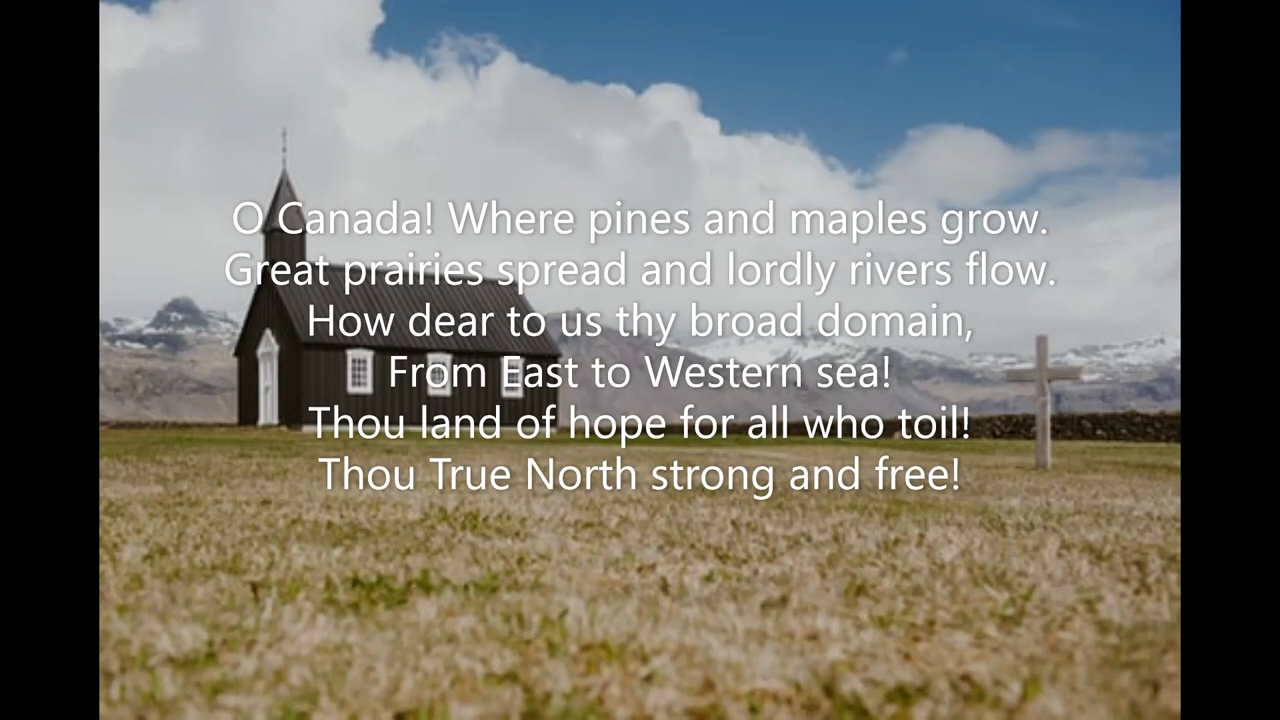 O Canada! Where pines and maples grow.
Great prairies spread and lordly rivers flow.
How dear to us thy broad domain,
From East to Western sea!
Thou land of hope for all who toil!
Thou True North strong and free!